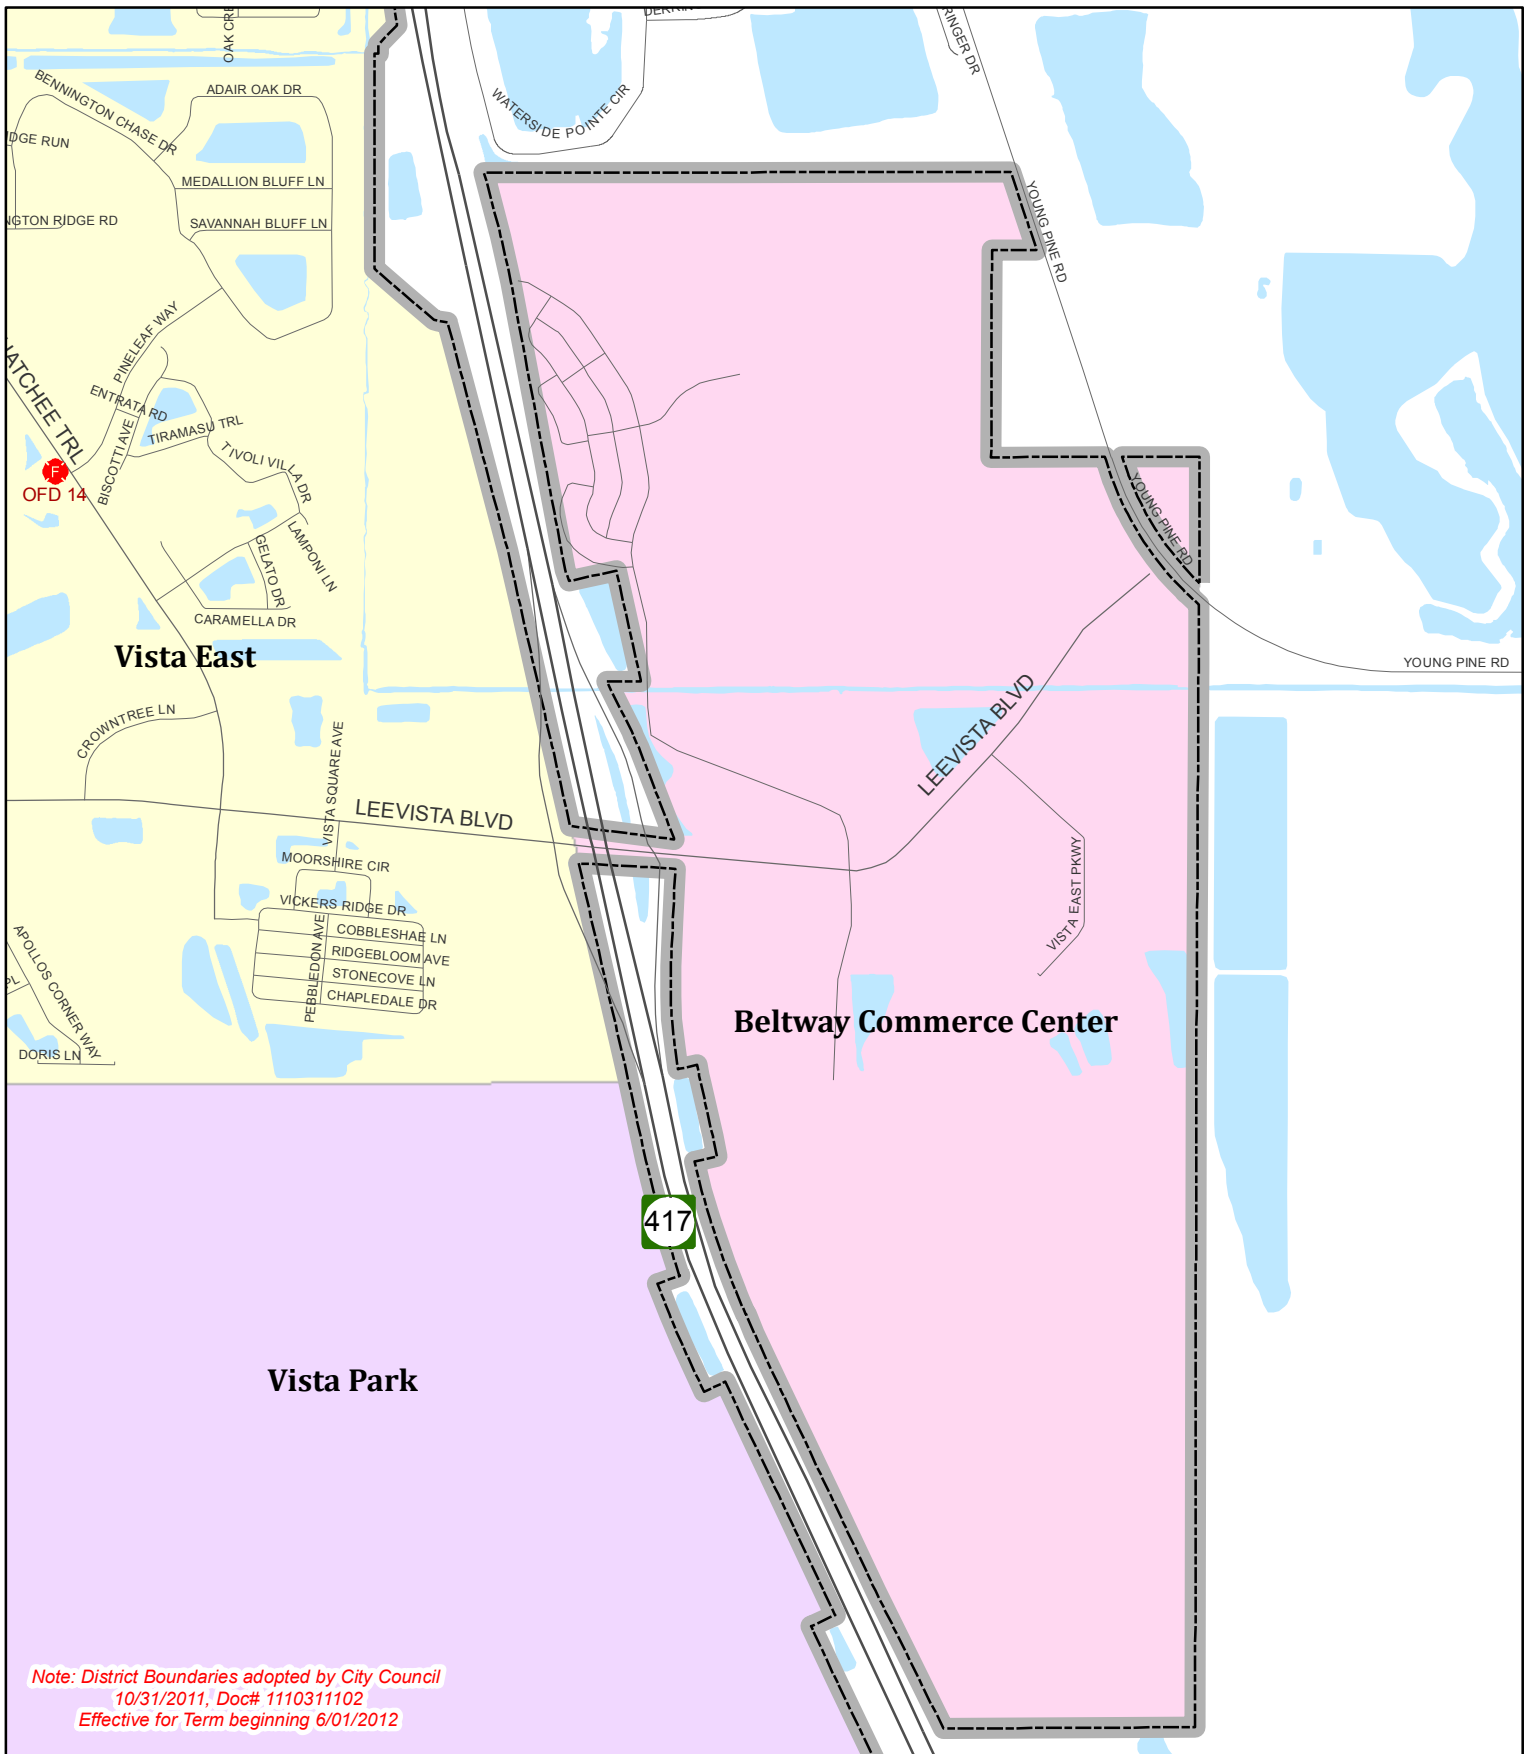 OAK CRE
DERRIN
RINGER DR
BENNINGTON CHASE DR
ADAIR OAK DR
WATERSIDE POINTE CIR
DGE RUN
MEDALLION BLUFF LN
YOUNG PINE RD
NGTON RIDGE RD
SAVANNAH BLUFF LN
PINELEAF WAY
HATCHEE TRL
ENTRATA RD
TIRAMASU TRL
BISCOTTI AVE
TIVOLI VILLA DR
F
OFD 14
YOUNG PINE RD
LAMPONI LN
GELATO DR
CARAMELLA DR
Vista East
YOUNG PINE RD
CROWNTREE LN
LEEVISTA BLVD
VISTA SQUARE AVE
LEEVISTA BLVD
MOORSHIRE CIR
VISTA EAST PKWY
VICKERS RIDGE DR
COBBLESHAE LN
PEBBLEDON AVE
RIDGEBLOOM AVE
STONECOVE LN
CHAPLEDALE DR
APOLLOS CORNER WAY
PL
DORIS LN
Beltway Commerce Center
417
Vista Park
Note: District Boundaries adopted by City Council
10/31/2011, Doc# 1110311102
Effective for Term beginning 6/01/2012